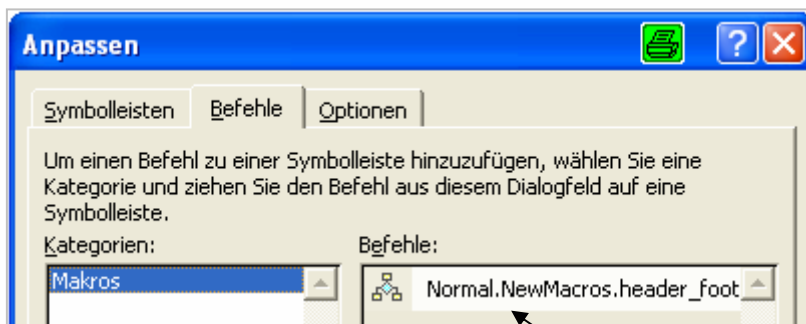 Anpassen
Symbolleisten Befehle Optionen
Um einen Befehl zu einer Symbolleiste hinzuzufügen, wählen Sie eine
Kategorie und ziehen Sie den Befehl aus diesem Dialogfeld auf eine
Symbolleiste.
Kategorien: Befehle:
Makros Normal.NewMacros.header_foot